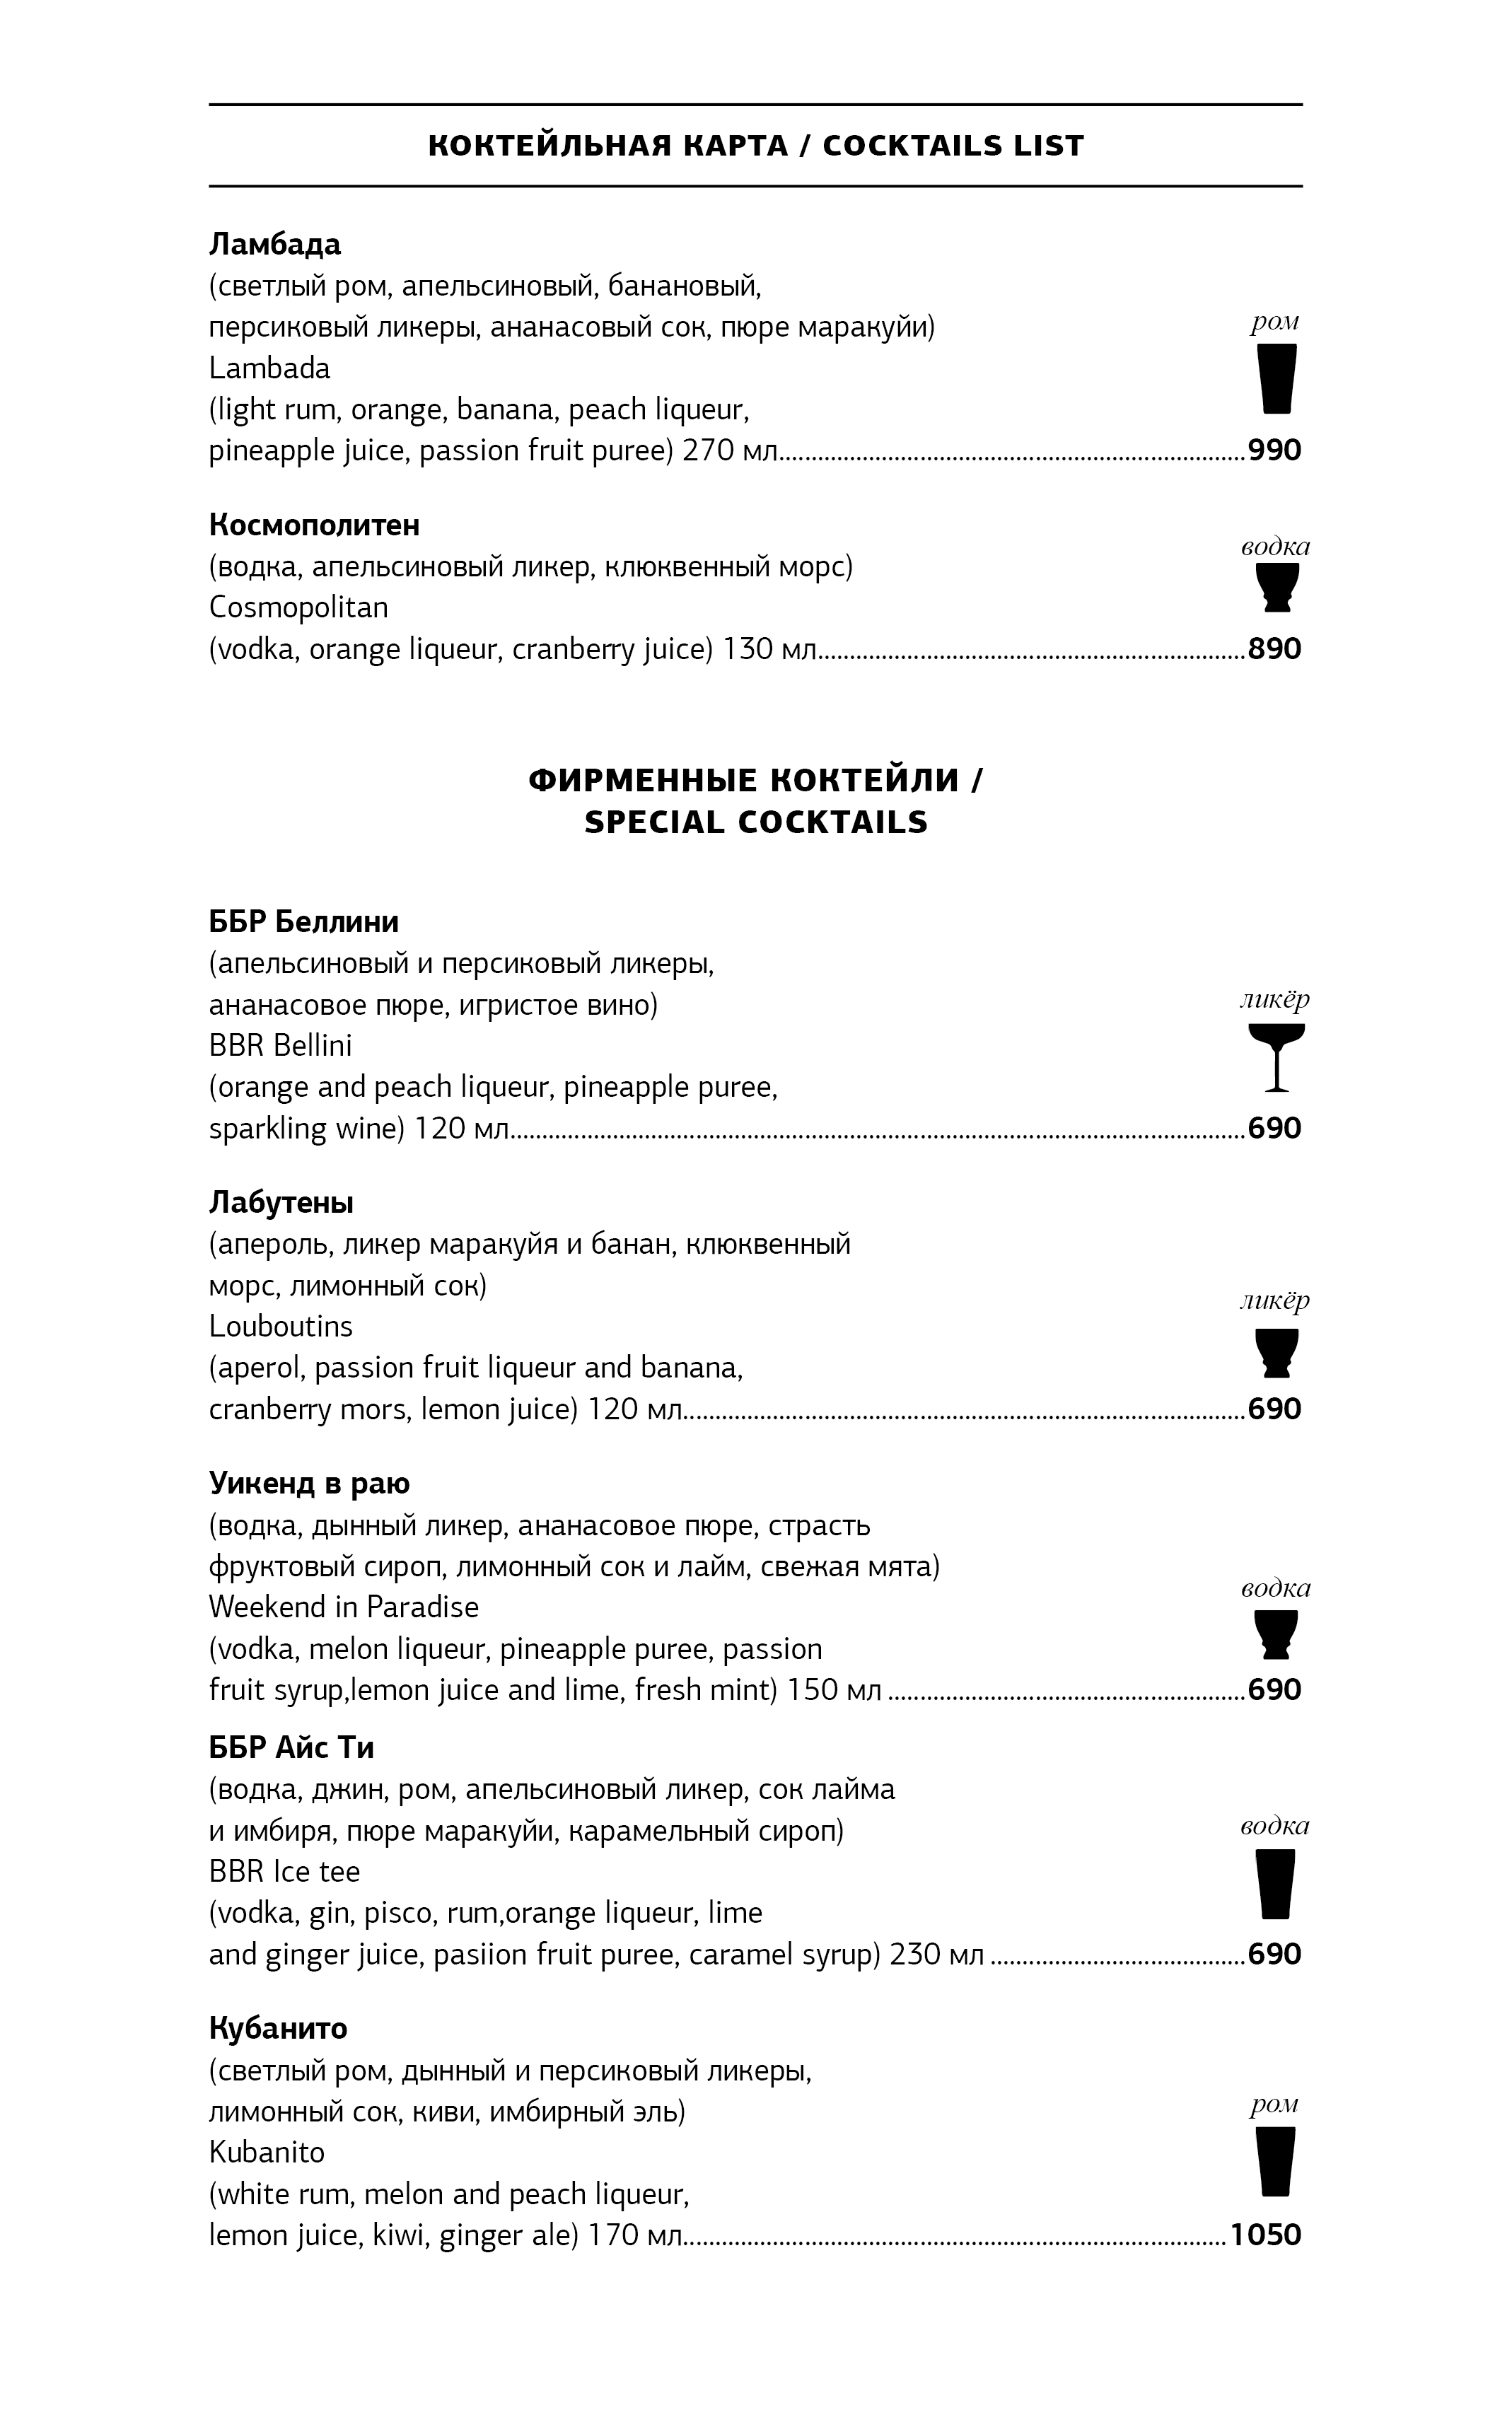 КОКТЕЙЛЬНАЯ КАРТА / COCKTAILS LIST
Ламбада
(светлый ром, апельсиновый, банановый,
персиковый ликеры, ананасовый сок, пюре маракуйи)
ром
Lambada
(light rum, orange, banana, peach liqueur,
pineapple juice, passion fruit puree) 270 мл 990
Космополитен
водка
(водка, апельсиновый ликер, клюквенный морс)
Cosmopolitan
(vodka, orange liqueur, cranberry juice) 130 мл 890
ФИРМЕННЫЕ КОКТЕЙЛИ /
SPECIAL COCKTAILS
ББР Беллини
(апельсиновый и персиковый ликеры,
ананасовое пюре, игристое вино)
ликёр
BBR Bellini
(orange and peach liqueur, pineapple puree,
sparkling wine) 120 мл 690
Лабутены
(апероль, ликер маракуйя и банан, клюквенный
морс, лимонный сок)
ликёр
Louboutins
(aperol, passion fruit liqueur and banana,
cranberry mors, lemon juice) 120 мл 690
Уикенд в раю
(водка, дынный ликер, ананасовое пюре, страсть
фруктовый сироп, лимонный сок и лайм, свежая мята)
водка
Weekend in Paradise
(vodka, melon liqueur, pineapple puree, passion
fruit syrup,lemon juice and lime, fresh mint) 150 мл 690
ББР Айс Ти
(водка, джин, ром, апельсиновый ликер, сок лайма
и имбиря, пюре маракуйи, карамельный сироп)
водка
BBR Ice tee
(vodka, gin, pisco, rum,orange liqueur, lime
and ginger juice, pasiion fruit puree, caramel syrup) 230 мл 690
Кубанито
(светлый ром, дынный и персиковый ликеры,
лимонный сок, киви, имбирный эль)
ром
Kubanito
(white rum, melon and peach liqueur,
lemon juice, kiwi, ginger ale) 170 мл 1050